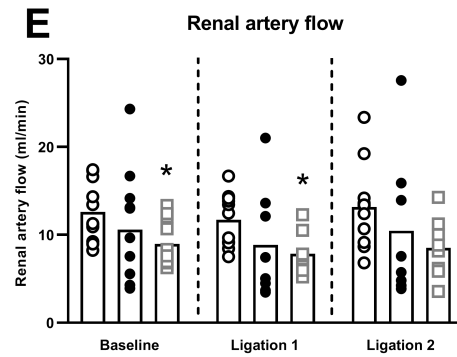 E
Renal artery flow
Renal artery flow (ml/min)
30
20
10
0
*
*
Baseline
Ligation 1
Ligation 2